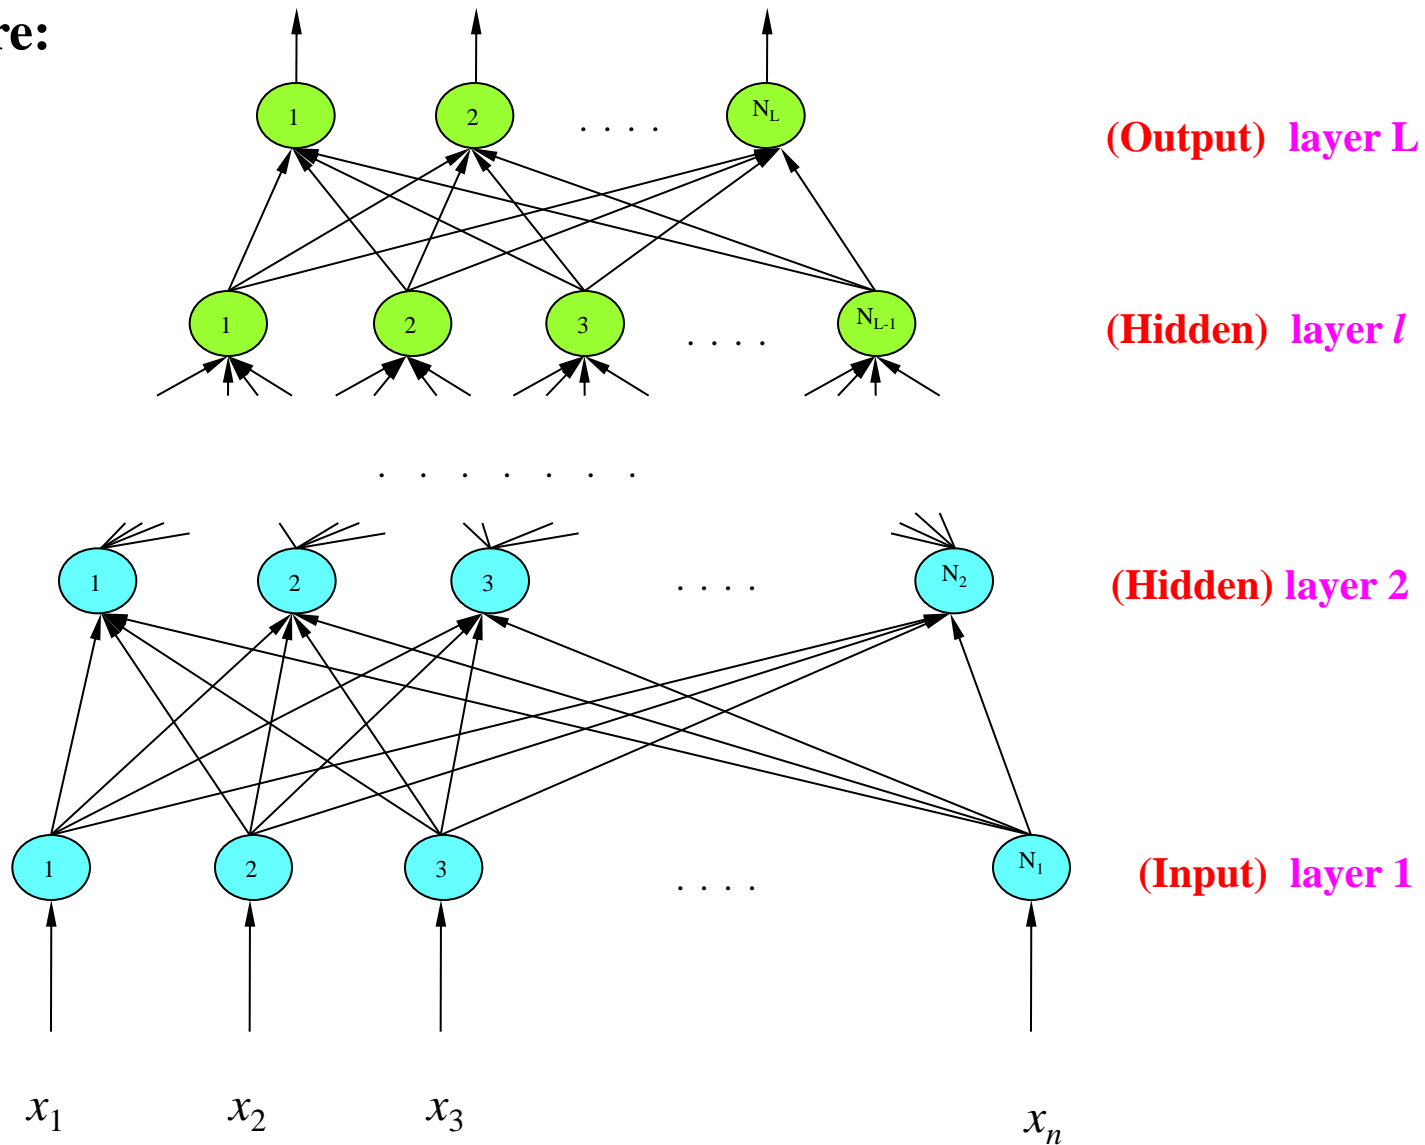 re:
1 2 . . . . N_L (Output) layer L
1 2 3 . . . . N_{L-1} (Hidden) layer l
. . . . . . .
1 2 3 . . . . N_2 (Hidden) layer 2
1 2 3 . . . . N_1 (Input) layer 1
x_1 x_2 x_3 x_n